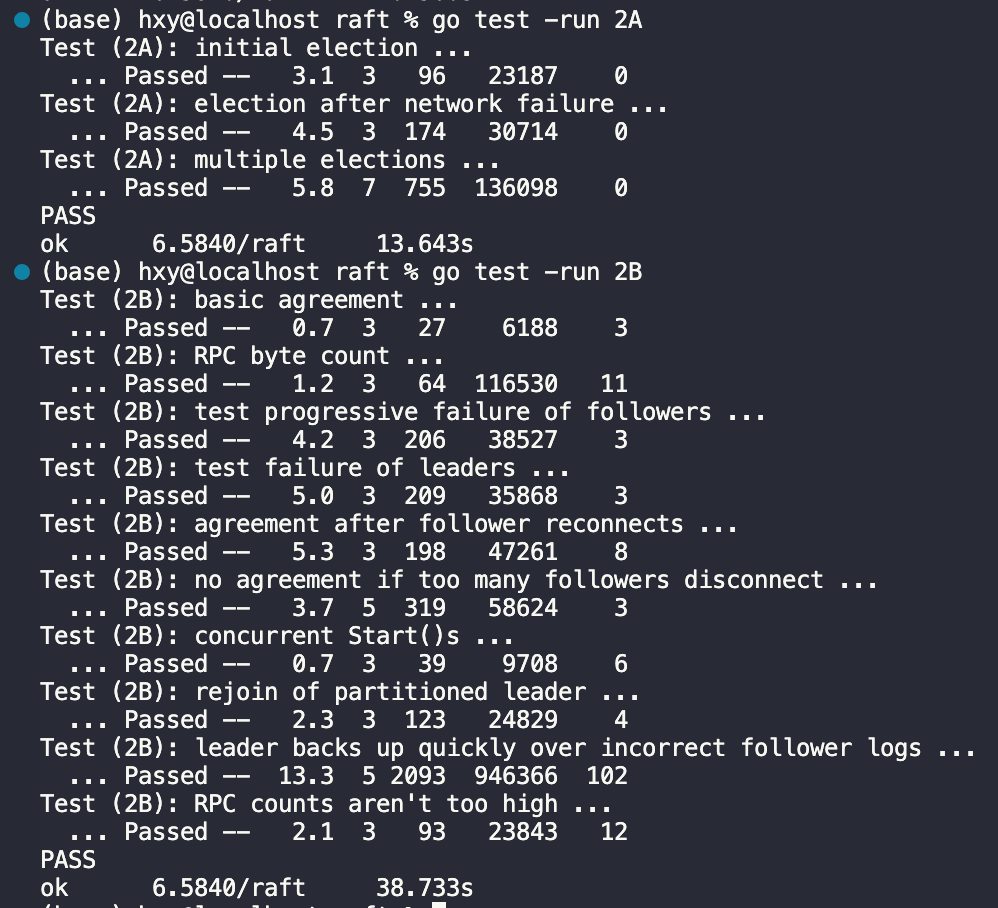 (base) hxy@localhost raft % go test -run 2A
Test (2A): initial election ...
  ... Passed --   3.1  3   96   23187    0
Test (2A): election after network failure ...
  ... Passed --   4.5  3  174   30714    0
Test (2A): multiple elections ...
  ... Passed --   5.8  7  755  136098    0
PASS
ok      6.5840/raft     13.643s
(base) hxy@localhost raft % go test -run 2B
Test (2B): basic agreement ...
  ... Passed --   0.7  3   27    6188    3
Test (2B): RPC byte count ...
  ... Passed --   1.2  3   64  116530   11
Test (2B): test progressive failure of followers ...
  ... Passed --   4.2  3  206   38527    3
Test (2B): test failure of leaders ...
  ... Passed --   5.0  3  209   35868    3
Test (2B): agreement after follower reconnects ...
  ... Passed --   5.3  3  198   47261    8
Test (2B): no agreement if too many followers disconnect ...
  ... Passed --   3.7  5  319   58624    3
Test (2B): concurrent Start()s ...
  ... Passed --   0.7  3   39    9708    6
Test (2B): rejoin of partitioned leader ...
  ... Passed --   2.3  3  123   24829    4
Test (2B): leader backs up quickly over incorrect follower logs ...
  ... Passed --  13.3  5 2093  946366  102
Test (2B): RPC counts aren't too high ...
  ... Passed --   2.1  3   93   23843   12
PASS
ok      6.5840/raft     38.733s